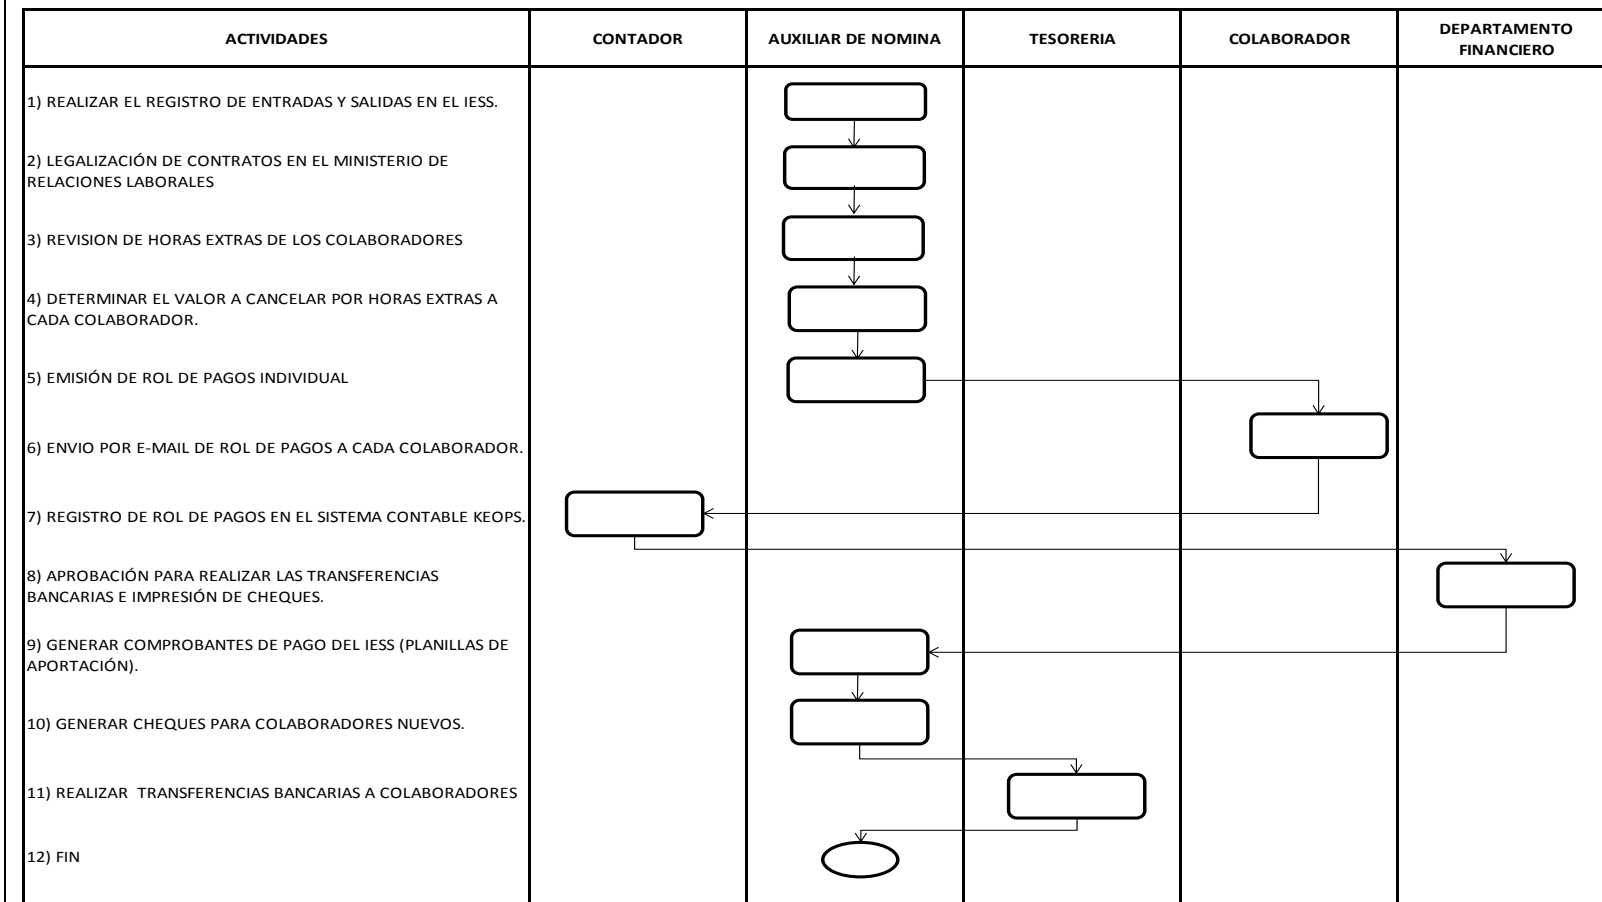 ACTIVIDADES
CONTADOR
AUXILIAR DE NOMINA
TESORERIA
COLABORADOR
DEPARTAMENTO
FINANCIERO
1) REALIZAR EL REGISTRO DE ENTRADAS Y SALIDAS EN EL IESS.
2) LEGALIZACIÓN DE CONTRATOS EN EL MINISTERIO DE
RELACIONES LABORALES
3) REVISION DE HORAS EXTRAS DE LOS COLABORADORES
4) DETERMINAR EL VALOR A CANCELAR POR HORAS EXTRAS A
CADA COLABORADOR.
5) EMISIÓN DE ROL DE PAGOS INDIVIDUAL
6) ENVIO POR E-MAIL DE ROL DE PAGOS A CADA COLABORADOR.
7) REGISTRO DE ROL DE PAGOS EN EL SISTEMA CONTABLE KEOPS.
8) APROBACIÓN PARA REALIZAR LAS TRANSFERENCIAS
BANCARIAS E IMPRESIÓN DE CHEQUES.
9) GENERAR COMPROBANTES DE PAGO DEL IESS (PLANILLAS DE
APORTACIÓN).
10) GENERAR CHEQUES PARA COLABORADORES NUEVOS.
11) REALIZAR  TRANSFERENCIAS BANCARIAS A COLABORADORES
12) FIN